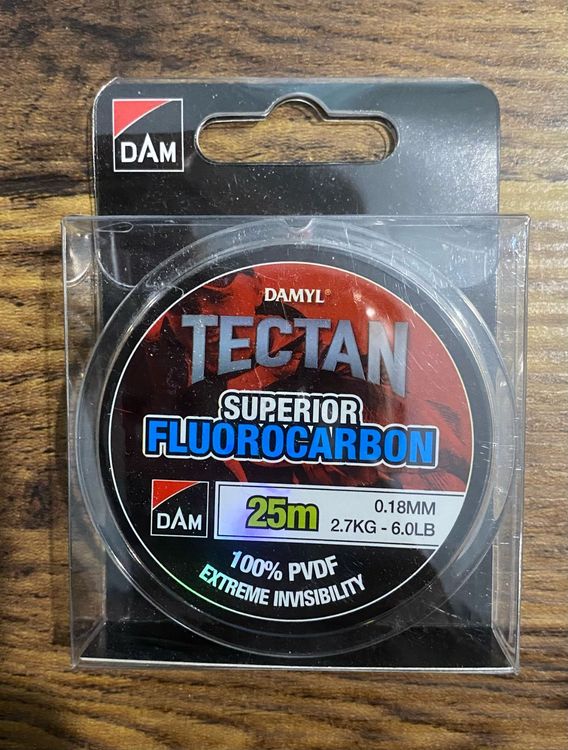 DAM
DAMYL®
TECTAN
SUPERIOR
FLUOROCARBON
DAM
25m
0.18MM
2.7KG - 6.0LB
100% PVDF
EXTREME INVISIBILITY